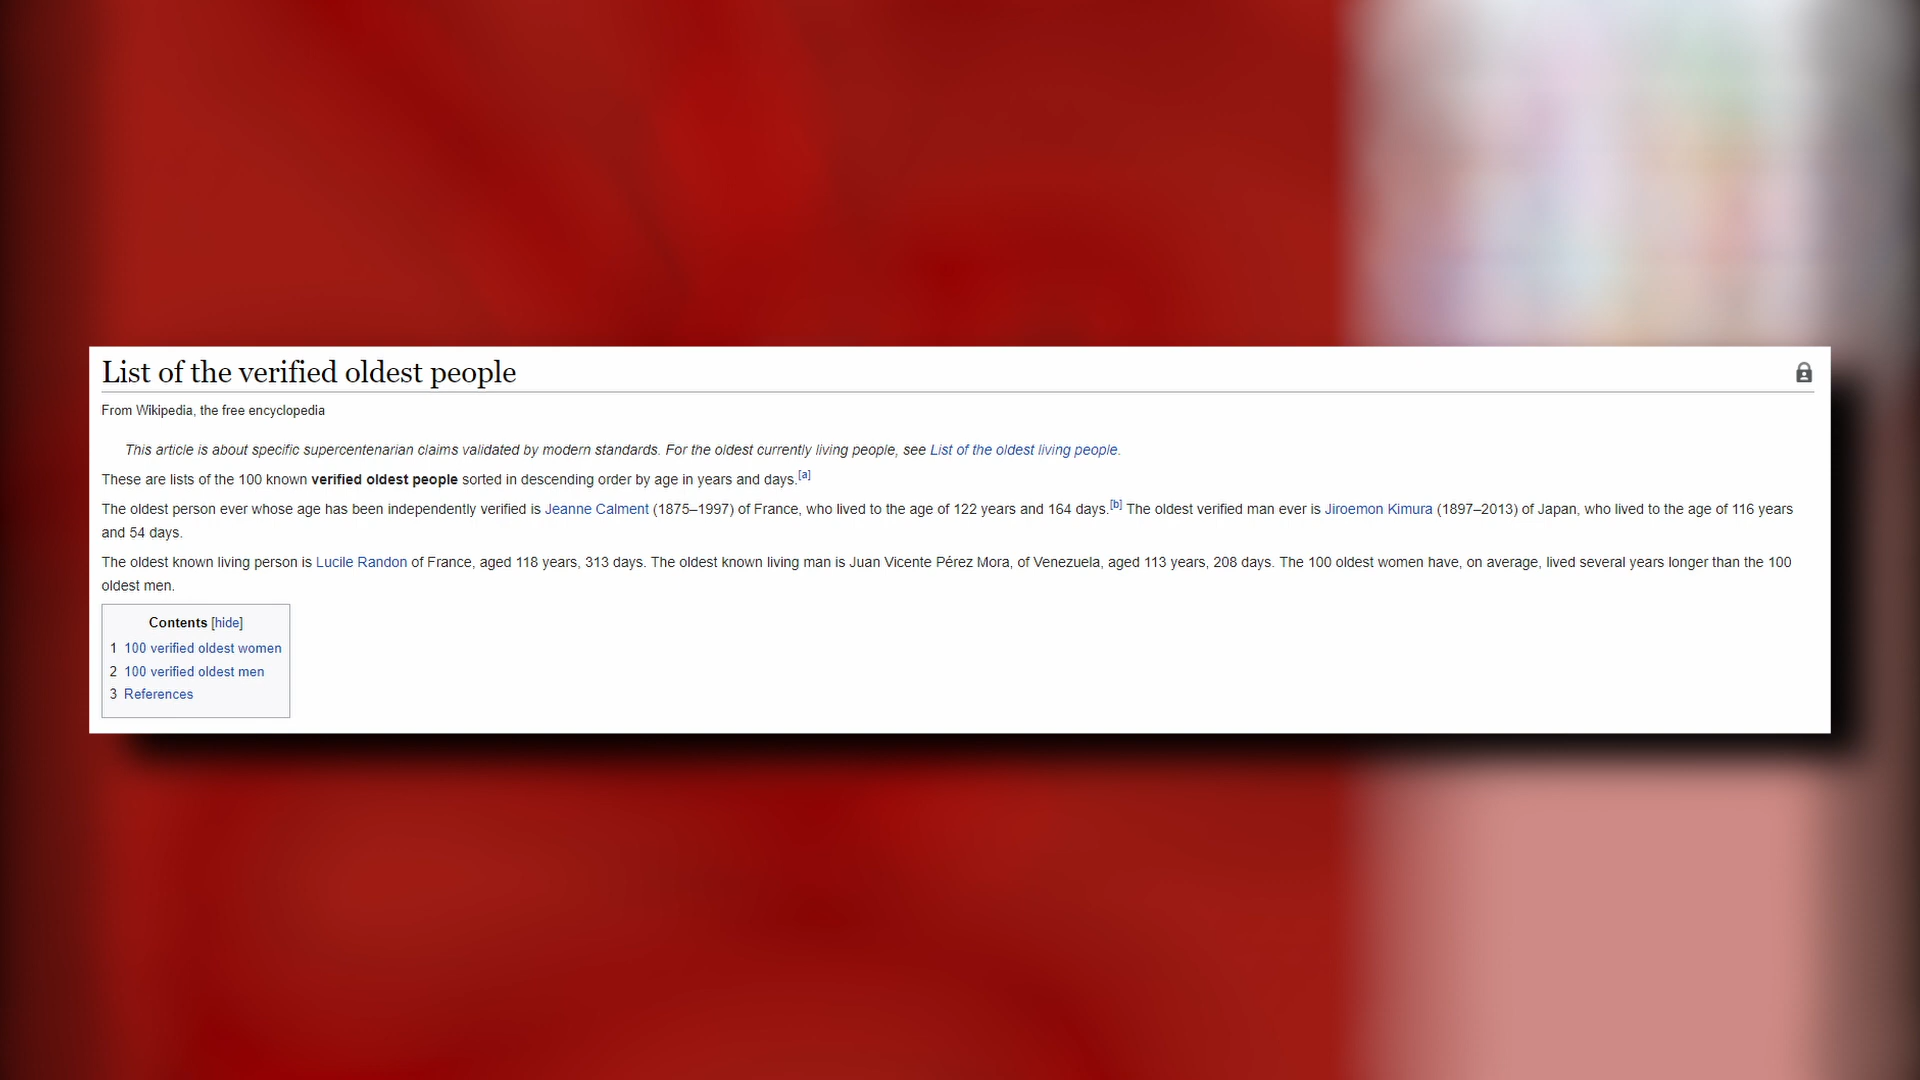 List of the verified oldest people
From Wikipedia, the free encyclopedia
This article is about specific supercentenarian claims validated by modern standards. For the oldest currently living people, see List of the oldest living people.
These are lists of the 100 known verified oldest people sorted in descending order by age in years and days.[a]
The oldest person ever whose age has been independently verified is Jeanne Calment (1875–1997) of France, who lived to the age of 122 years and 164 days.[b] The oldest verified man ever is Jiroemon Kimura (1897–2013) of Japan, who lived to the age of 116 years
and 54 days.
The oldest known living person is Lucile Randon of France, aged 118 years, 313 days. The oldest known living man is Juan Vicente Pérez Mora, of Venezuela, aged 113 years, 208 days. The 100 oldest women have, on average, lived several years longer than the 100
oldest men.
Contents [hide]
1 100 verified oldest women
2 100 verified oldest men
3 References